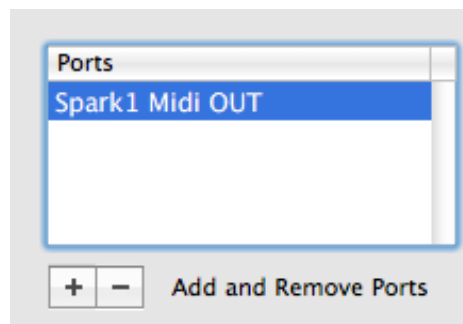 Ports
Spark1 Midi OUT
+ − Add and Remove Ports